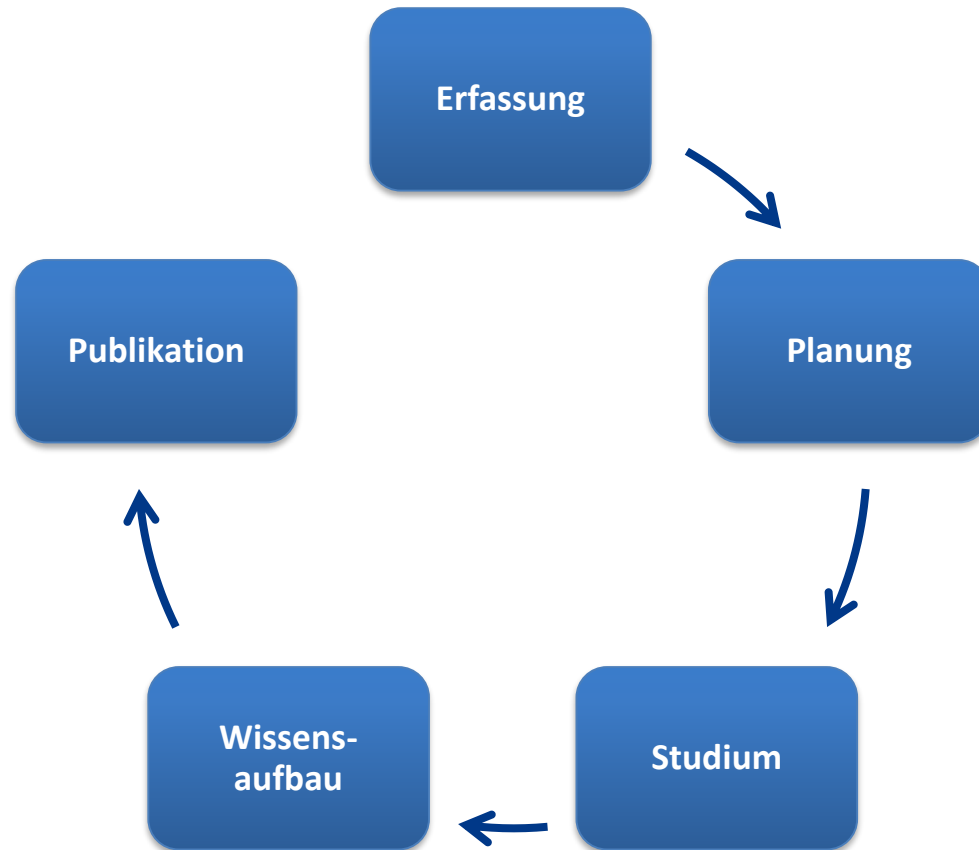 Erfassung
Planung
Studium
Wissens-
aufbau
Publikation